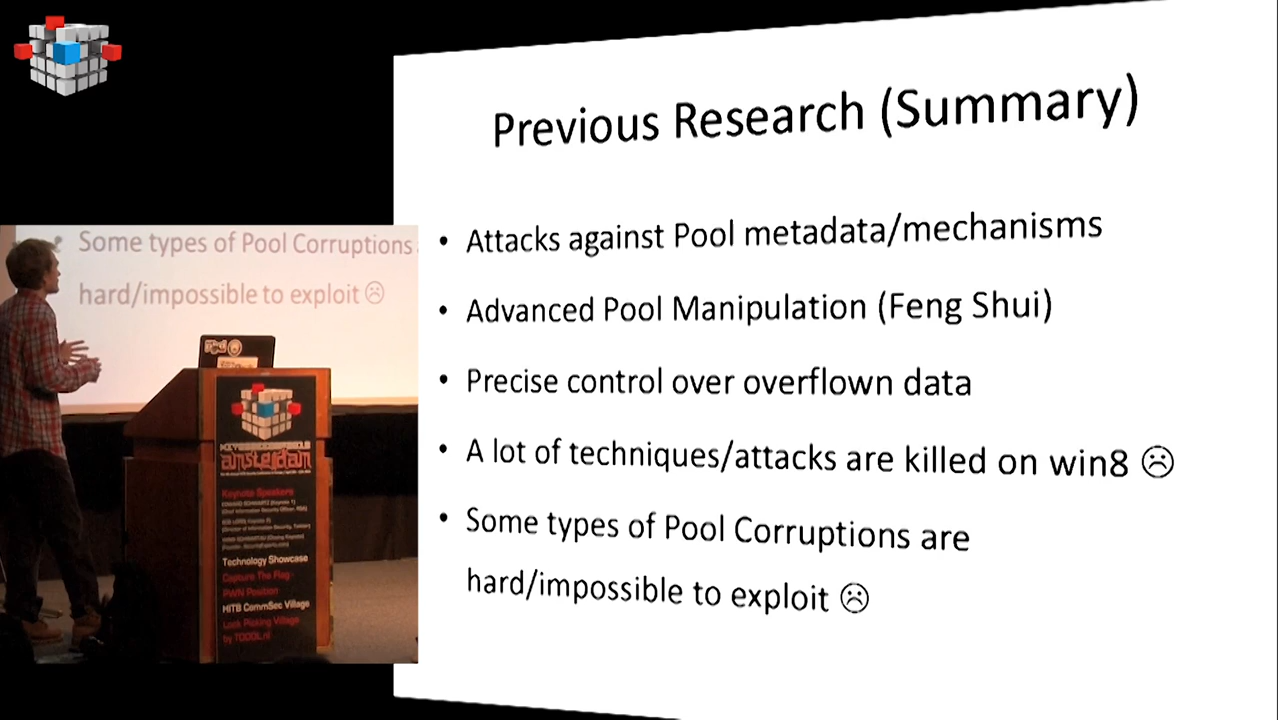 Previous Research (Summary)
• Attacks against Pool metadata/mechanisms
• Advanced Pool Manipulation (Feng Shui)
• Precise control over overflown data
• A lot of techniques/attacks are killed on win8 ☹
• Some types of Pool Corruptions are
hard/impossible to exploit ☹
Some types of Pool Corruptions
hard/impossible to exploit ☹
amsterdam
Keynote Speakers
Technology Showcase
Capture The Flag -
PWN Position
HITB CommSec Village
Lock Picking Village
by TOOOL.nl